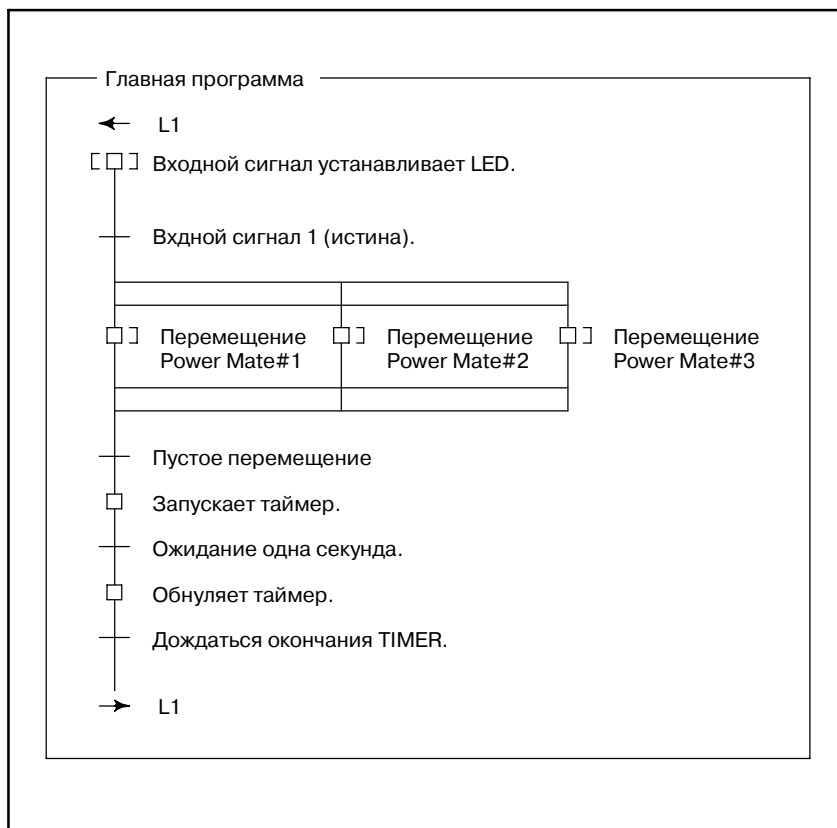 Главная программа
L1
Входной сигнал устанавливает LED.
Вхдной сигнал 1 (истина).
Перемещение Power Mate#1
Перемещение Power Mate#2
Перемещение Power Mate#3
Пустое перемещение
Запускает таймер.
Ожидание одна секунда.
Обнуляет таймер.
Дождаться окончания TIMER.
L1